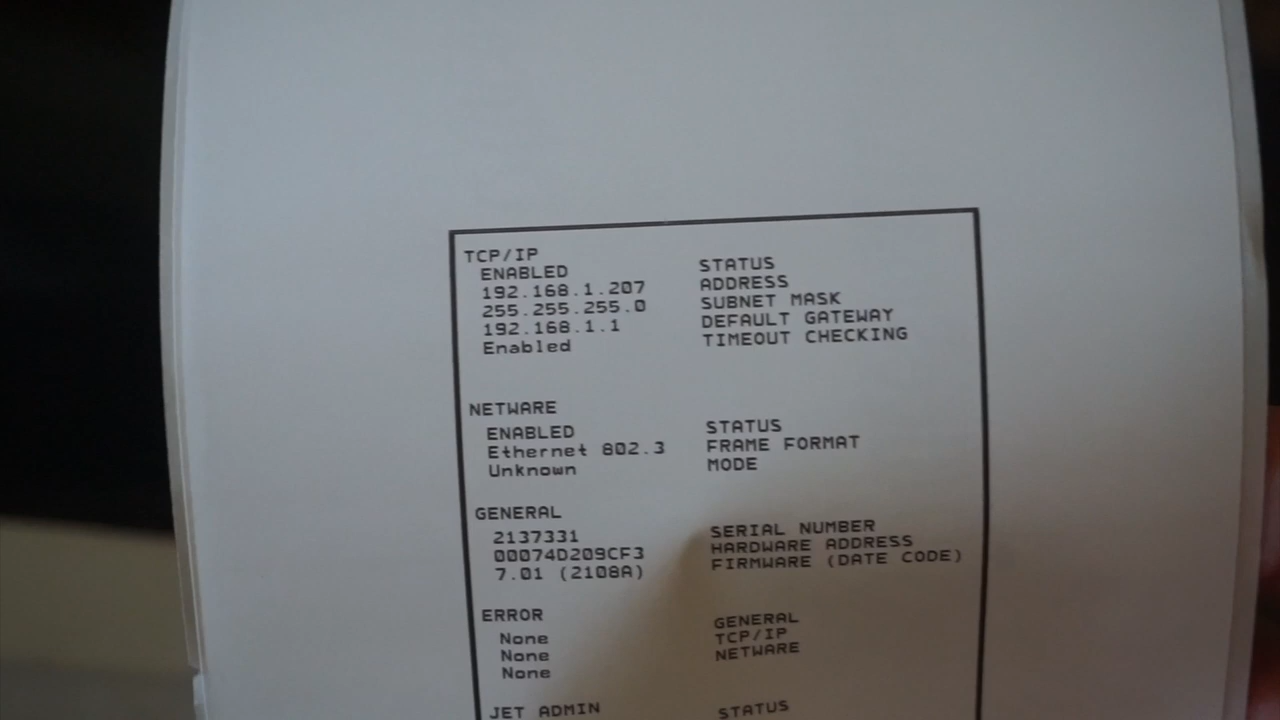 TCP/IP
ENABLED STATUS
192.168.1.207 ADDRESS
255.255.255.0 SUBNET MASK
192.168.1.1 DEFAULT GATEWAY
Enabled TIMEOUT CHECKING
NETWARE
ENABLED STATUS
Ethernet 802.3 FRAME FORMAT
Unknown MODE
GENERAL
2137331 SERIAL NUMBER
00074D209CF3 HARDWARE ADDRESS
7.01 (2108A) FIRMWARE (DATE CODE)
ERROR
None GENERAL
None TCP/IP
None NETWARE
JET ADMIN STATUS